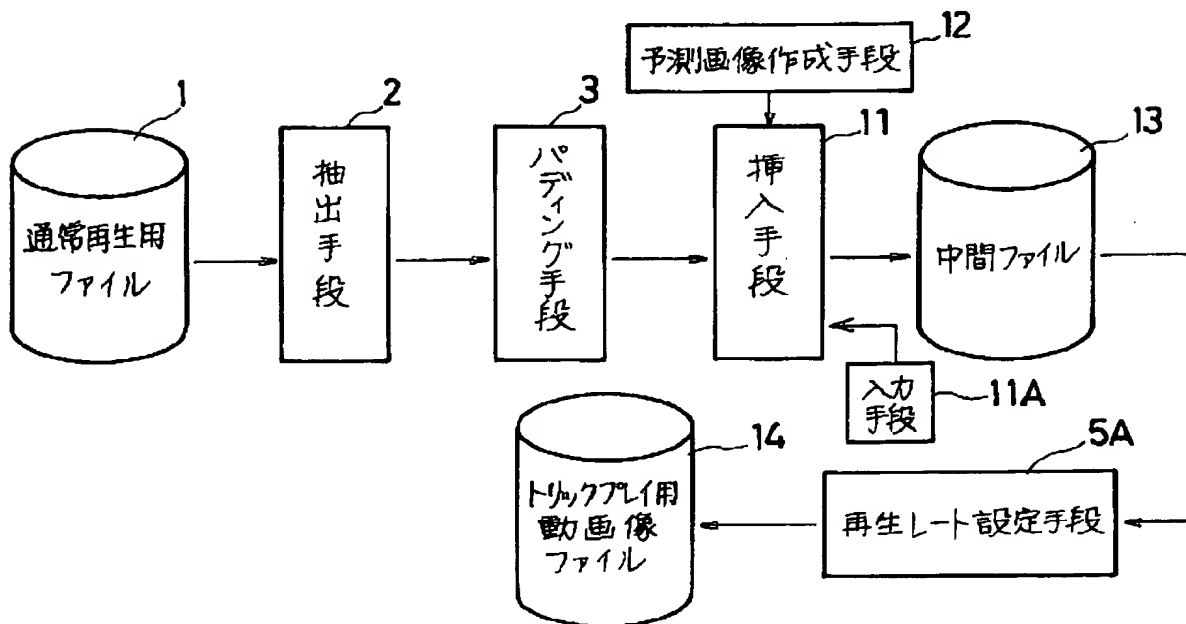 12
予測画像作成手段
1
2
3
11
13
通常再生用
ファイル
抽出手段
パディング手段
挿入手段
中間ファイル
入力
手段
11A
14
5A
トリックプレイ用
動画像
ファイル
再生レート設定手段